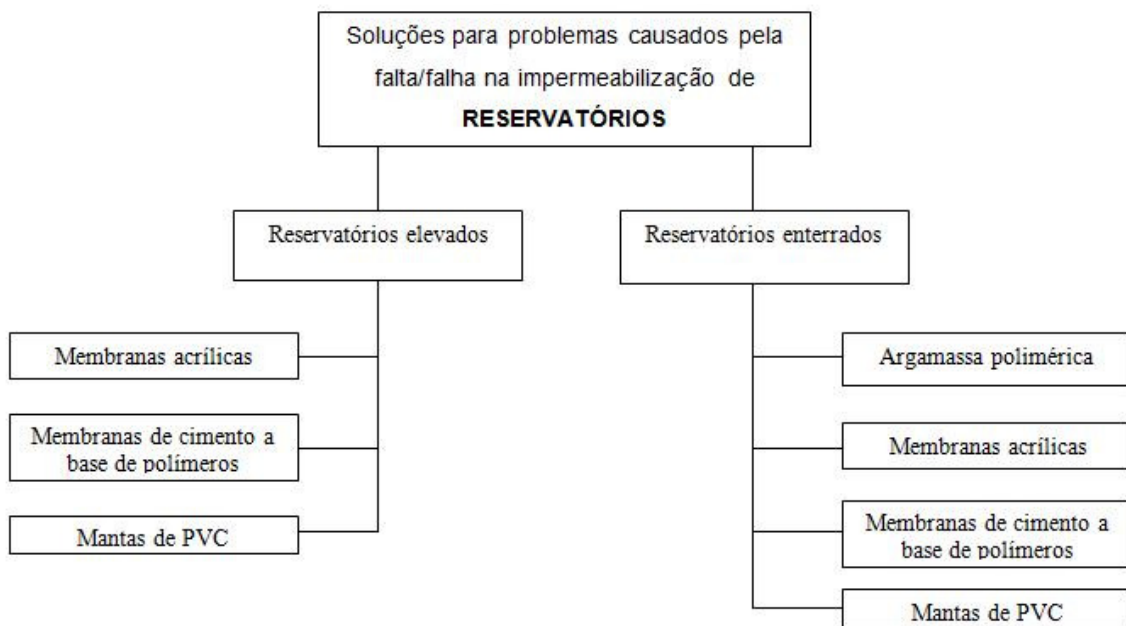 Soluções para problemas causados pela
falta/falha na impermeabilização de
RESERVATÓRIOS
Reservatórios elevados
Reservatórios enterrados
Membranas acrílicas
Membranas de cimento a
base de polímeros
Mantas de PVC
Argamassa polimérica
Membranas acrílicas
Membranas de cimento a
base de polímeros
Mantas de PVC